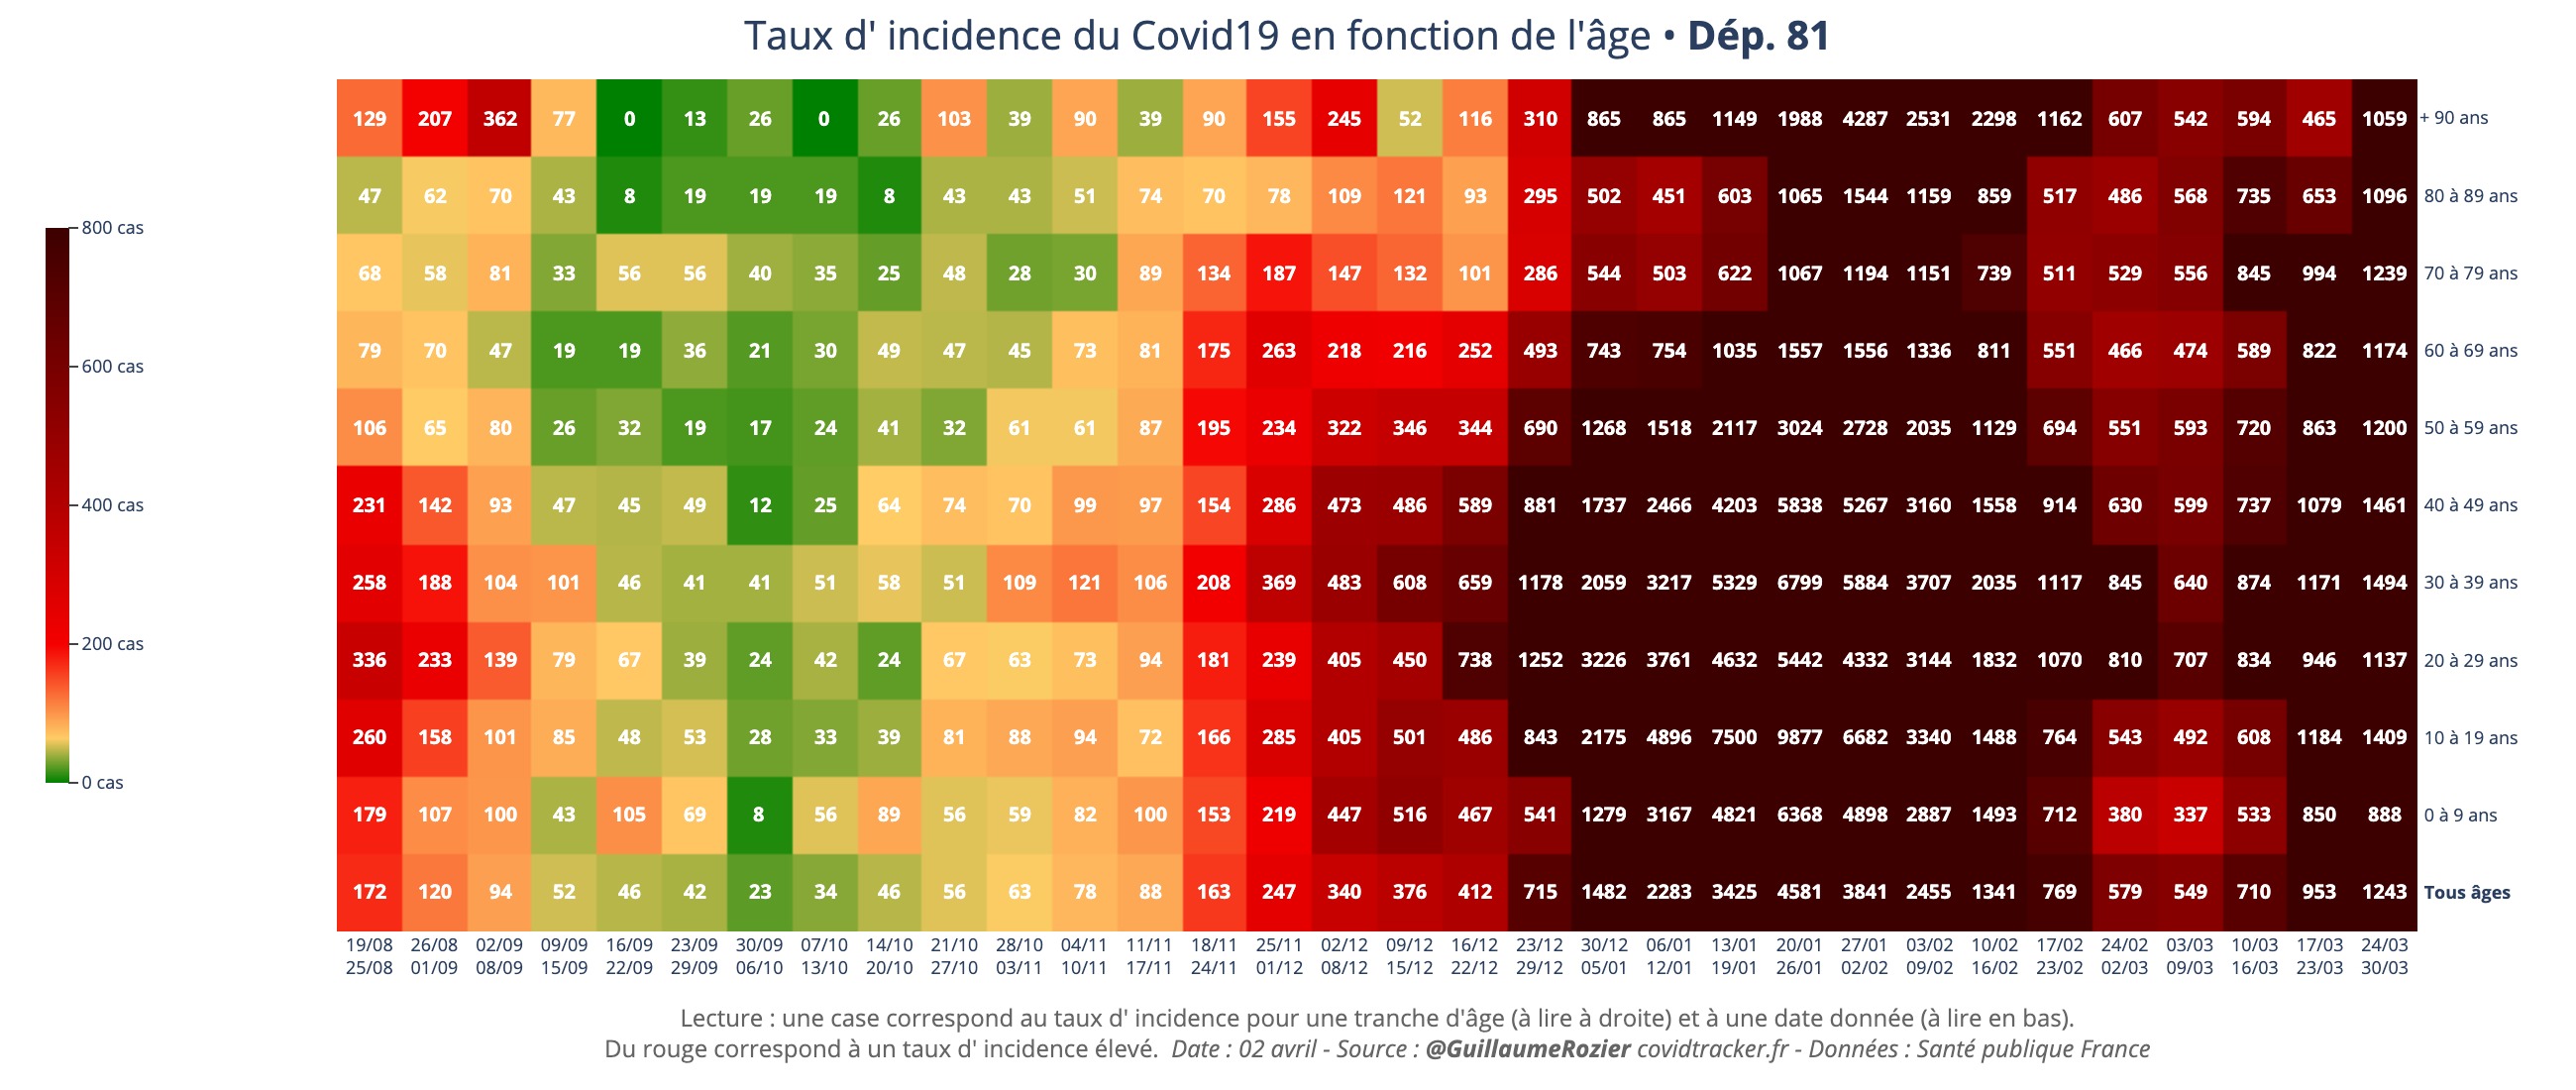 Taux d' incidence du Covid19 en fonction de l'âge • Dép. 81
129 207 362 77 0 13 26 0 26 103 39 90 39 90 155 245 52 116 310 865 865 1149 1988 4287 2531 2298 1162 607 542 594 465 1059 + 90 ans
47 62 70 43 8 19 19 19 8 43 43 51 74 70 78 109 121 93 295 502 451 603 1065 1544 1159 859 517 486 568 735 653 1096 80 à 89 ans
800 cas
68 58 81 33 56 56 40 35 25 48 28 30 89 134 187 147 132 101 286 544 503 622 1067 1194 1151 739 511 529 556 845 994 1239 70 à 79 ans
79 70 47 19 19 36 21 30 49 47 45 73 81 175 263 218 216 252 493 743 754 1035 1557 1556 1336 811 551 466 474 589 822 1174 60 à 69 ans
600 cas
106 65 80 26 32 19 17 24 41 32 61 61 87 195 234 322 346 344 690 1268 1518 2117 3024 2728 2035 1129 694 551 593 720 863 1200 50 à 59 ans
400 cas
231 142 93 47 45 49 12 25 64 74 70 99 97 154 286 473 486 589 881 1737 2466 4203 5838 5267 3160 1558 914 630 599 737 1079 1461 40 à 49 ans
258 188 104 101 46 41 41 51 58 51 109 121 106 208 369 483 608 659 1178 2059 3217 5329 6799 5884 3707 2035 1117 845 640 874 1171 1494 30 à 39 ans
200 cas
336 233 139 79 67 39 24 42 24 67 63 73 94 181 239 405 450 738 1252 3226 3761 4632 5442 4332 3144 1832 1070 810 707 834 946 1137 20 à 29 ans
260 158 101 85 48 53 28 33 39 81 88 94 72 166 285 405 501 486 843 2175 4896 7500 9877 6682 3340 1488 764 543 492 608 1184 1409 10 à 19 ans
0 cas
179 107 100 43 105 69 8 56 89 56 59 82 100 153 219 447 516 467 541 1279 3167 4821 6368 4898 2887 1493 712 380 337 533 850 888 0 à 9 ans
172 120 94 52 46 42 23 34 46 56 63 78 88 163 247 340 376 412 715 1482 2283 3425 4581 3841 2455 1341 769 579 549 710 953 1243 Tous âges
19/08 26/08 02/09 09/09 16/09 23/09 30/09 07/10 14/10 21/10 28/10 04/11 11/11 18/11 25/11 02/12 09/12 16/12 23/12 30/12 06/01 13/01 20/01 27/01 03/02 10/02 17/02 24/02 03/03 10/03 17/03 24/03
25/08 01/09 08/09 15/09 22/09 29/09 06/10 13/10 20/10 27/10 03/11 10/11 17/11 24/11 01/12 08/12 15/12 22/12 29/12 05/01 12/01 19/01 26/01 02/02 09/02 16/02 23/02 02/03 09/03 16/03 23/03 30/03
Lecture : une case correspond au taux d' incidence pour une tranche d'âge (à lire à droite) et à une date donnée (à lire en bas).
Du rouge correspond à un taux d' incidence élevé. Date : 02 avril - Source : @GuillaumeRozier covidtracker.fr - Données : Santé publique France